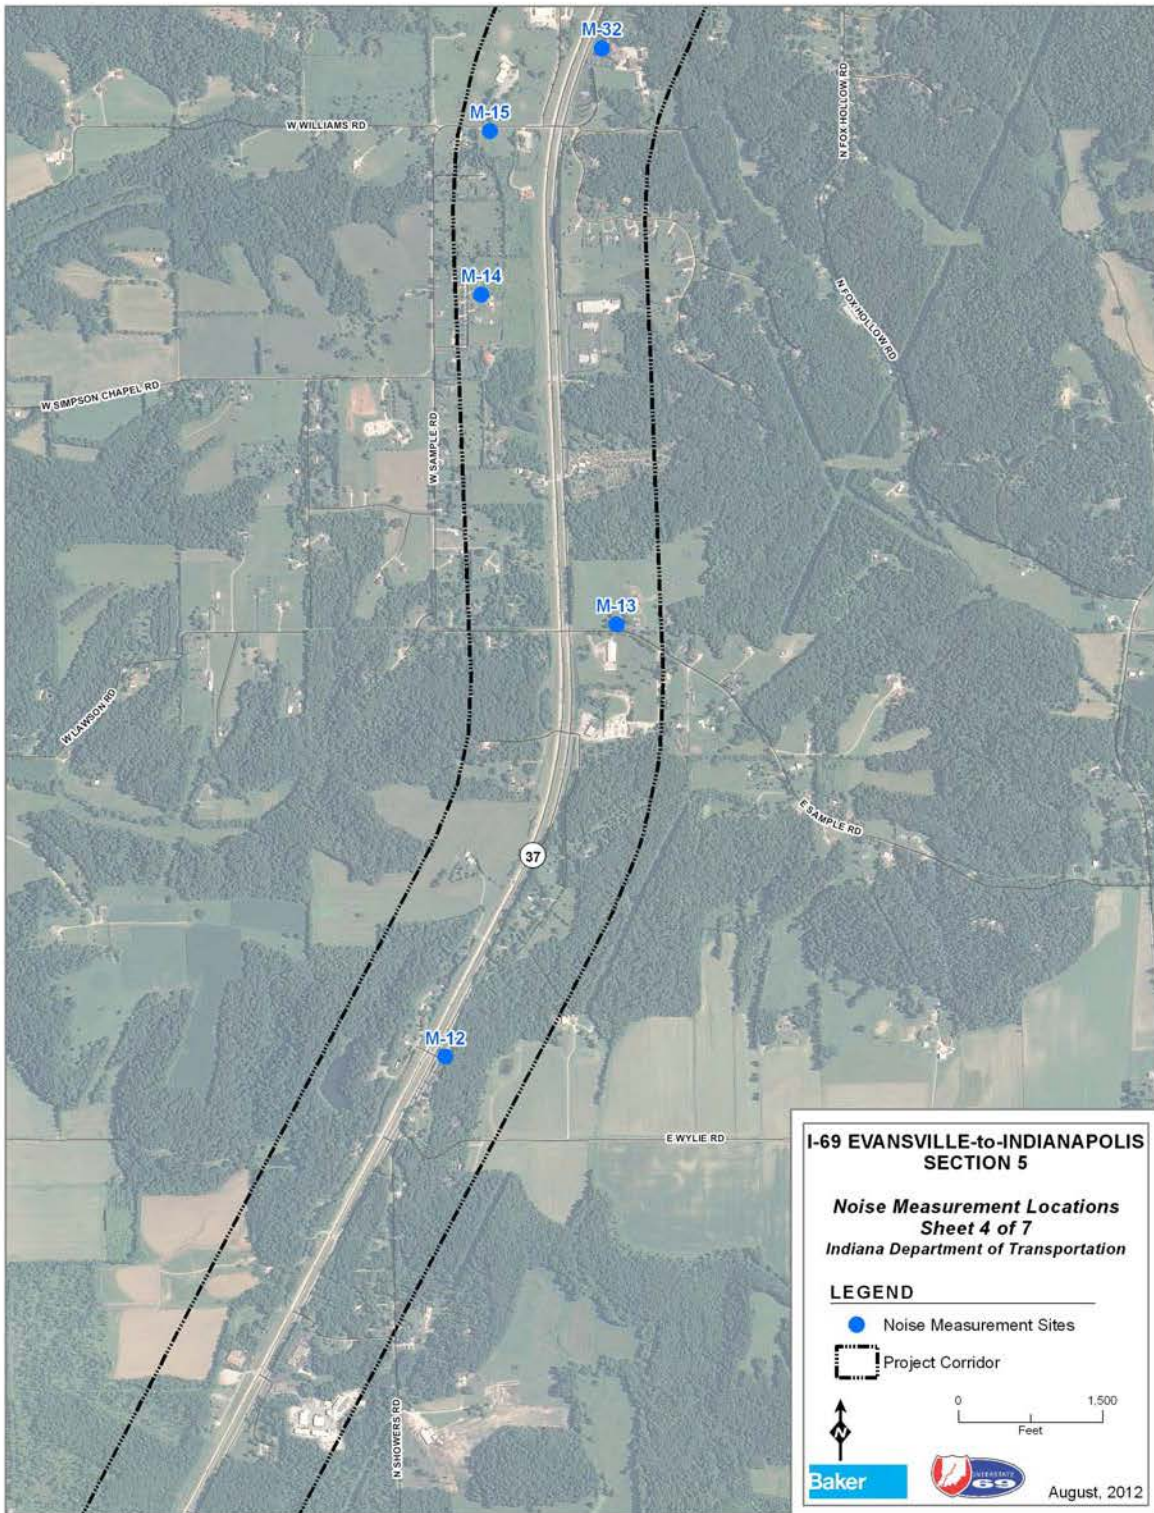 M-32
M-15
W WILLIAMS RD
N FOX HOLLOW RD
M-14
N FOX HOLLOW RD
W SIMPSON CHAPEL RD
W SAMPLE RD
M-13
W LAWSON RD
E SAMPLE RD
37
M-12
E WYLIE RD
N SHOWERS RD
I-69 EVANSVILLE-to-INDIANAPOLIS
SECTION 5
Noise Measurement Locations
Sheet 4 of 7
Indiana Department of Transportation
LEGEND
Noise Measurement Sites
Project Corridor
0 1,500
Feet
N
Baker
INTERSTATE
69
August, 2012